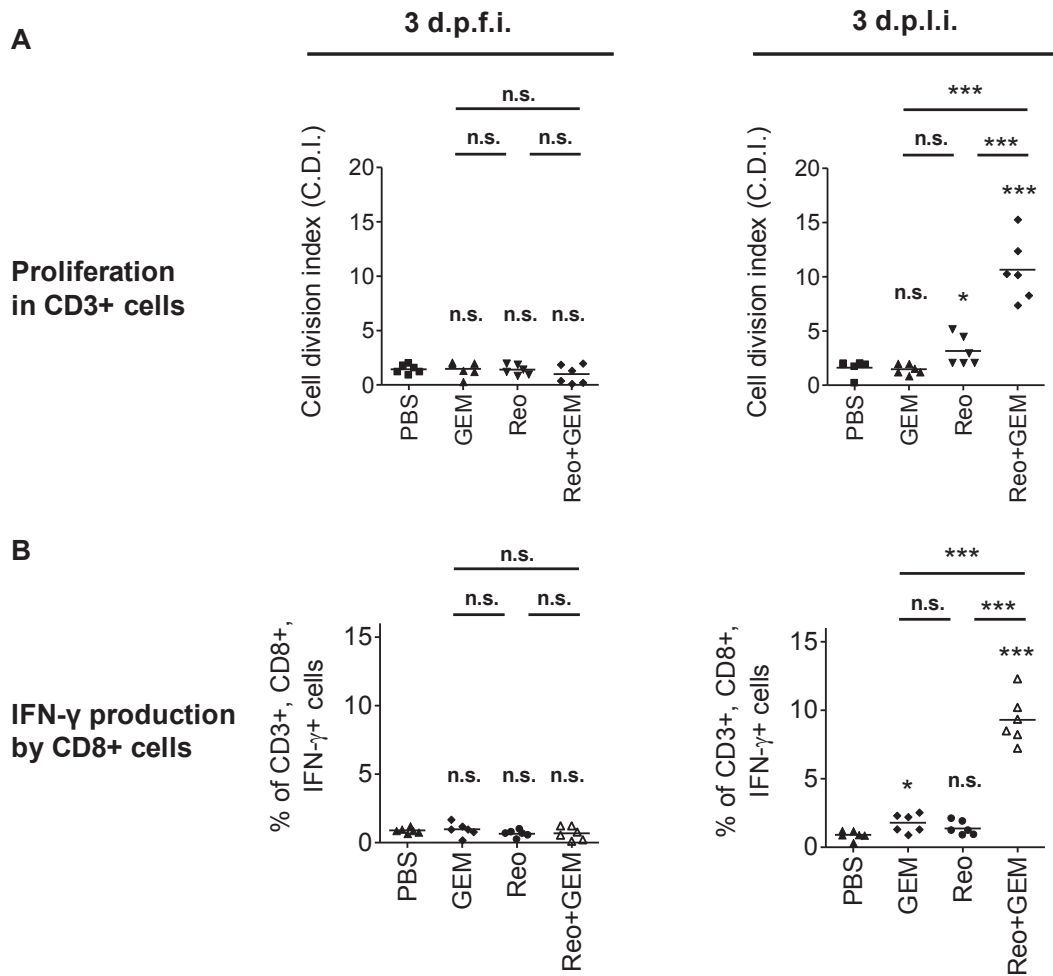 3 d.p.f.i.
3 d.p.l.i.
A
Proliferation
in CD3+ cells
Cell division index (C.D.I.)
n.s.
n.s. n.s.
20
15
10
5
0
n.s. n.s. n.s.
PBS
GEM
Reo
Reo+GEM
Cell division index (C.D.I.)
***
n.s. ***
20
15
10
5
0
n.s. * ***
PBS
GEM
Reo
Reo+GEM
B
IFN-γ production
by CD8+ cells
% of CD3+, CD8+,
IFN-γ+ cells
n.s.
n.s. n.s.
15
10
5
0
n.s. n.s. n.s.
PBS
GEM
Reo
Reo+GEM
% of CD3+, CD8+,
IFN-γ+ cells
***
n.s. ***
15
10
5
0
* n.s. ***
PBS
GEM
Reo
Reo+GEM